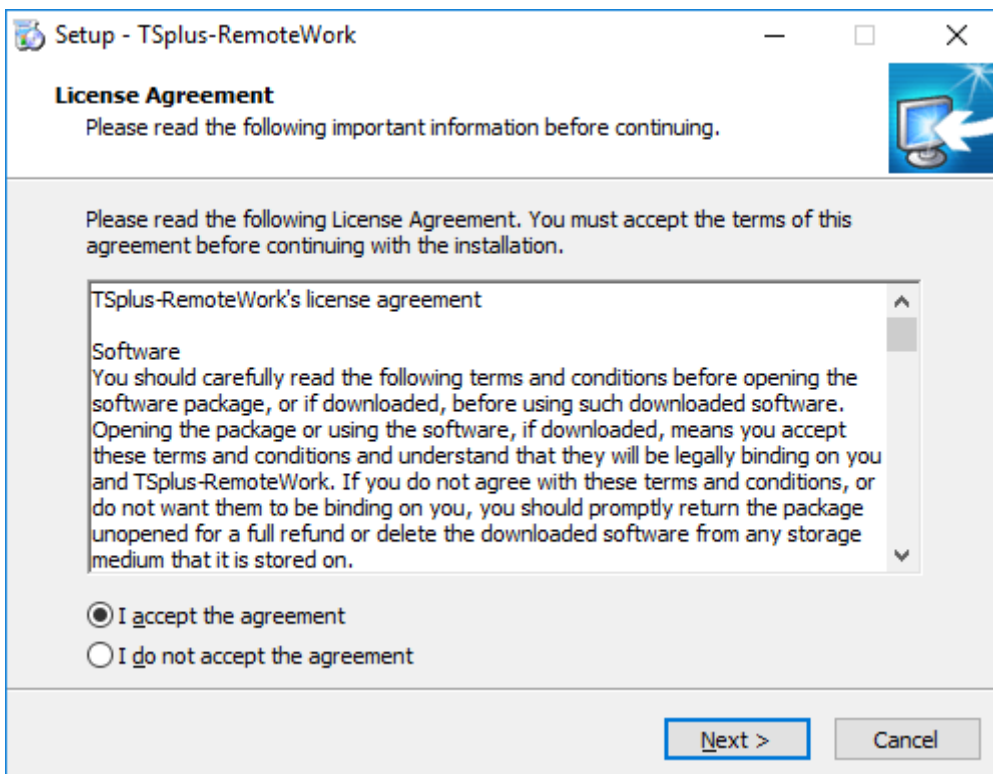 Setup - TSplus-RemoteWork
License Agreement
Please read the following important information before continuing.
Please read the following License Agreement. You must accept the terms of this
agreement before continuing with the installation.
TSplus-RemoteWork's license agreement
Software
You should carefully read the following terms and conditions before opening the
software package, or if downloaded, before using such downloaded software.
Opening the package or using the software, if downloaded, means you accept
these terms and conditions and understand that they will be legally binding on you
and TSplus-RemoteWork. If you do not agree with these terms and conditions, or
do not want them to be binding on you, you should promptly return the package
unopened for a full refund or delete the downloaded software from any storage
medium that it is stored on.
I accept the agreement
I do not accept the agreement
Next >
Cancel